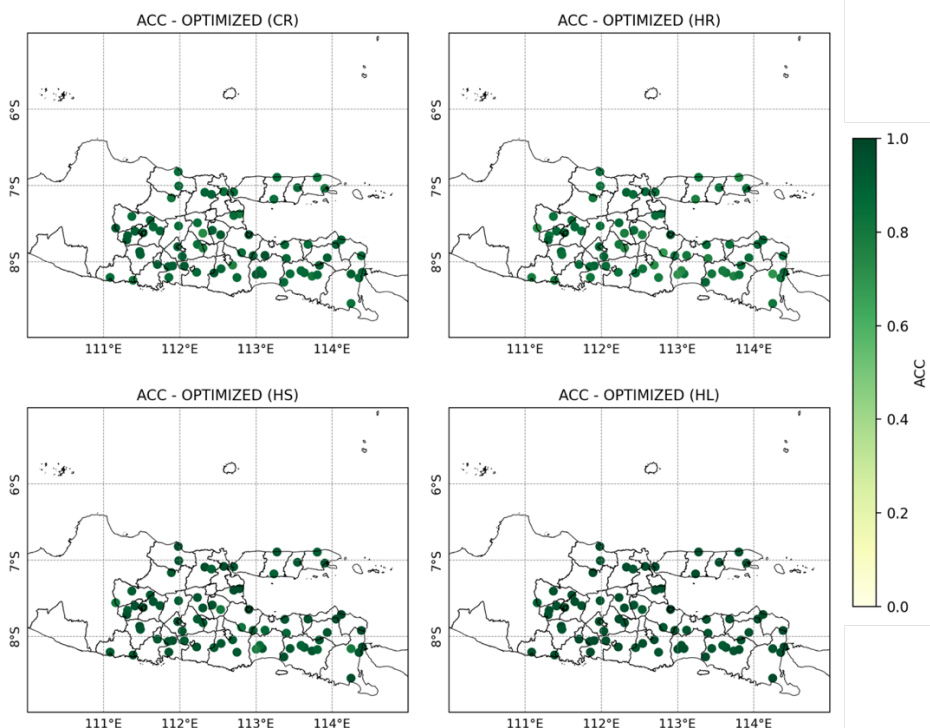 ACC - OPTIMIZED (CR)
ACC - OPTIMIZED (HR)
6°S
7°S
8°S
111°E 112°E 113°E 114°E
6°S
7°S
8°S
111°E 112°E 113°E 114°E
ACC - OPTIMIZED (HS)
ACC - OPTIMIZED (HL)
6°S
7°S
8°S
111°E 112°E 113°E 114°E
6°S
7°S
8°S
111°E 112°E 113°E 114°E
1.0
0.8
0.6
0.4
0.2
0.0
ACC